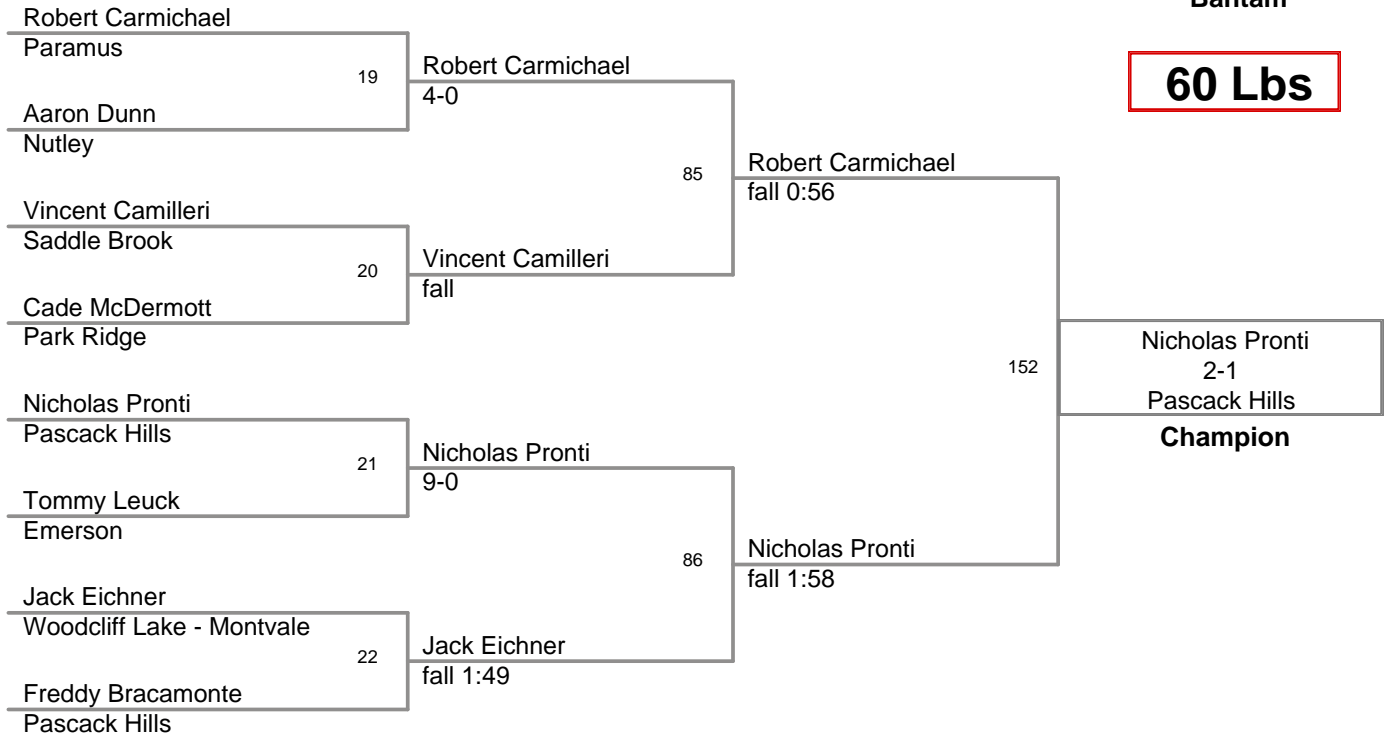 Bantam
60 Lbs
Robert Carmichael
Paramus
19
Aaron Dunn
Nutley
Vincent Camilleri
Saddle Brook
20
Cade McDermott
Park Ridge
Nicholas Pronti
Pascack Hills
21
Tommy Leuck
Emerson
Jack Eichner
Woodcliff Lake - Montvale
22
Freddy Bracamonte
Pascack Hills
Robert Carmichael
4-0
85
Vincent Camilleri
fall
Nicholas Pronti
9-0
86
Jack Eichner
fall 1:49
Robert Carmichael
fall 0:56
152
Nicholas Pronti
fall 1:58
Nicholas Pronti
2-1
Pascack Hills
Champion